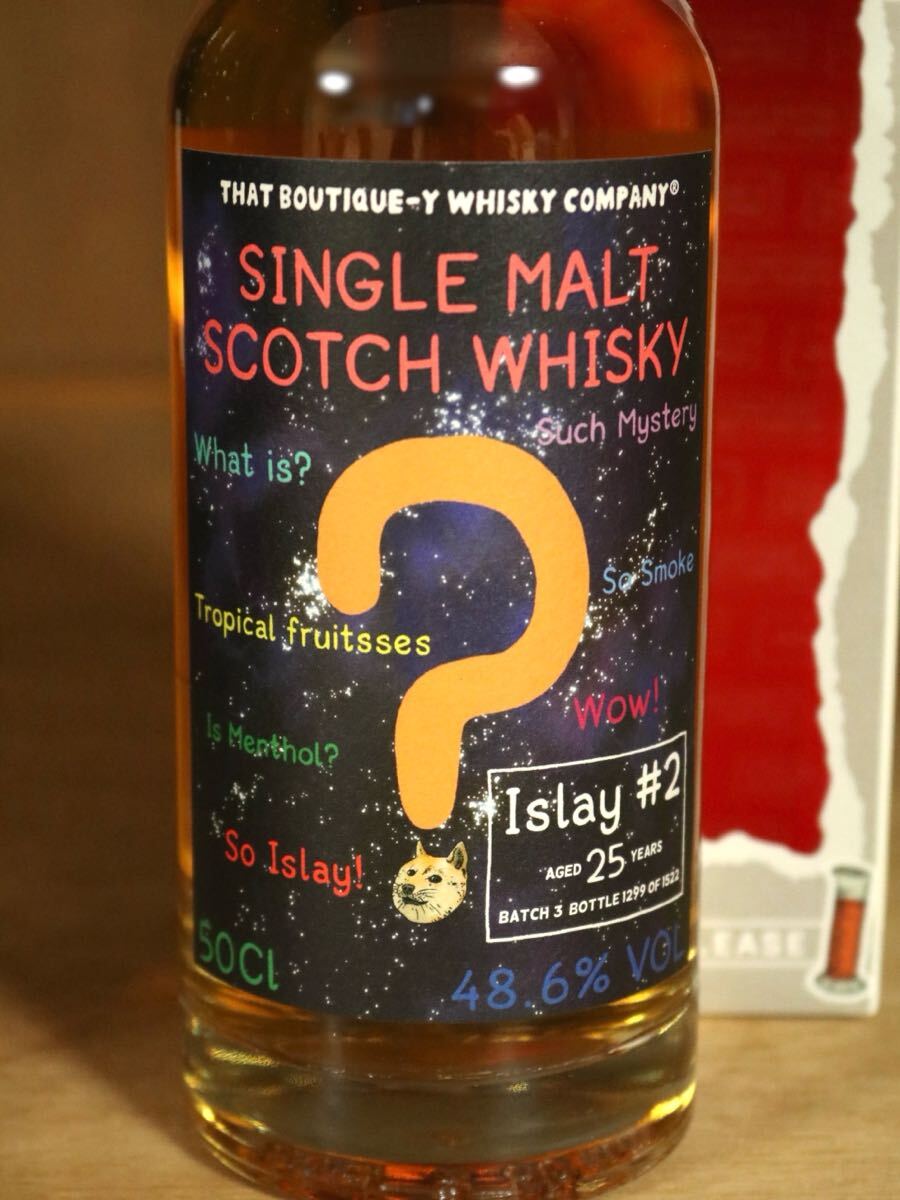 THAT BOUTIQUE-Y WHISKY COMPANY®
SINGLE MALT
SCOTCH WHISKY
Such Mystery
What is?
So Smoke
Tropical fruitsses
Wow!
Is Menthol?
Islay #2
AGED 25 YEARS
BATCH 3 BOTTLE 1299 OF 1522
So Islay!
50Cl
48.6% VOL